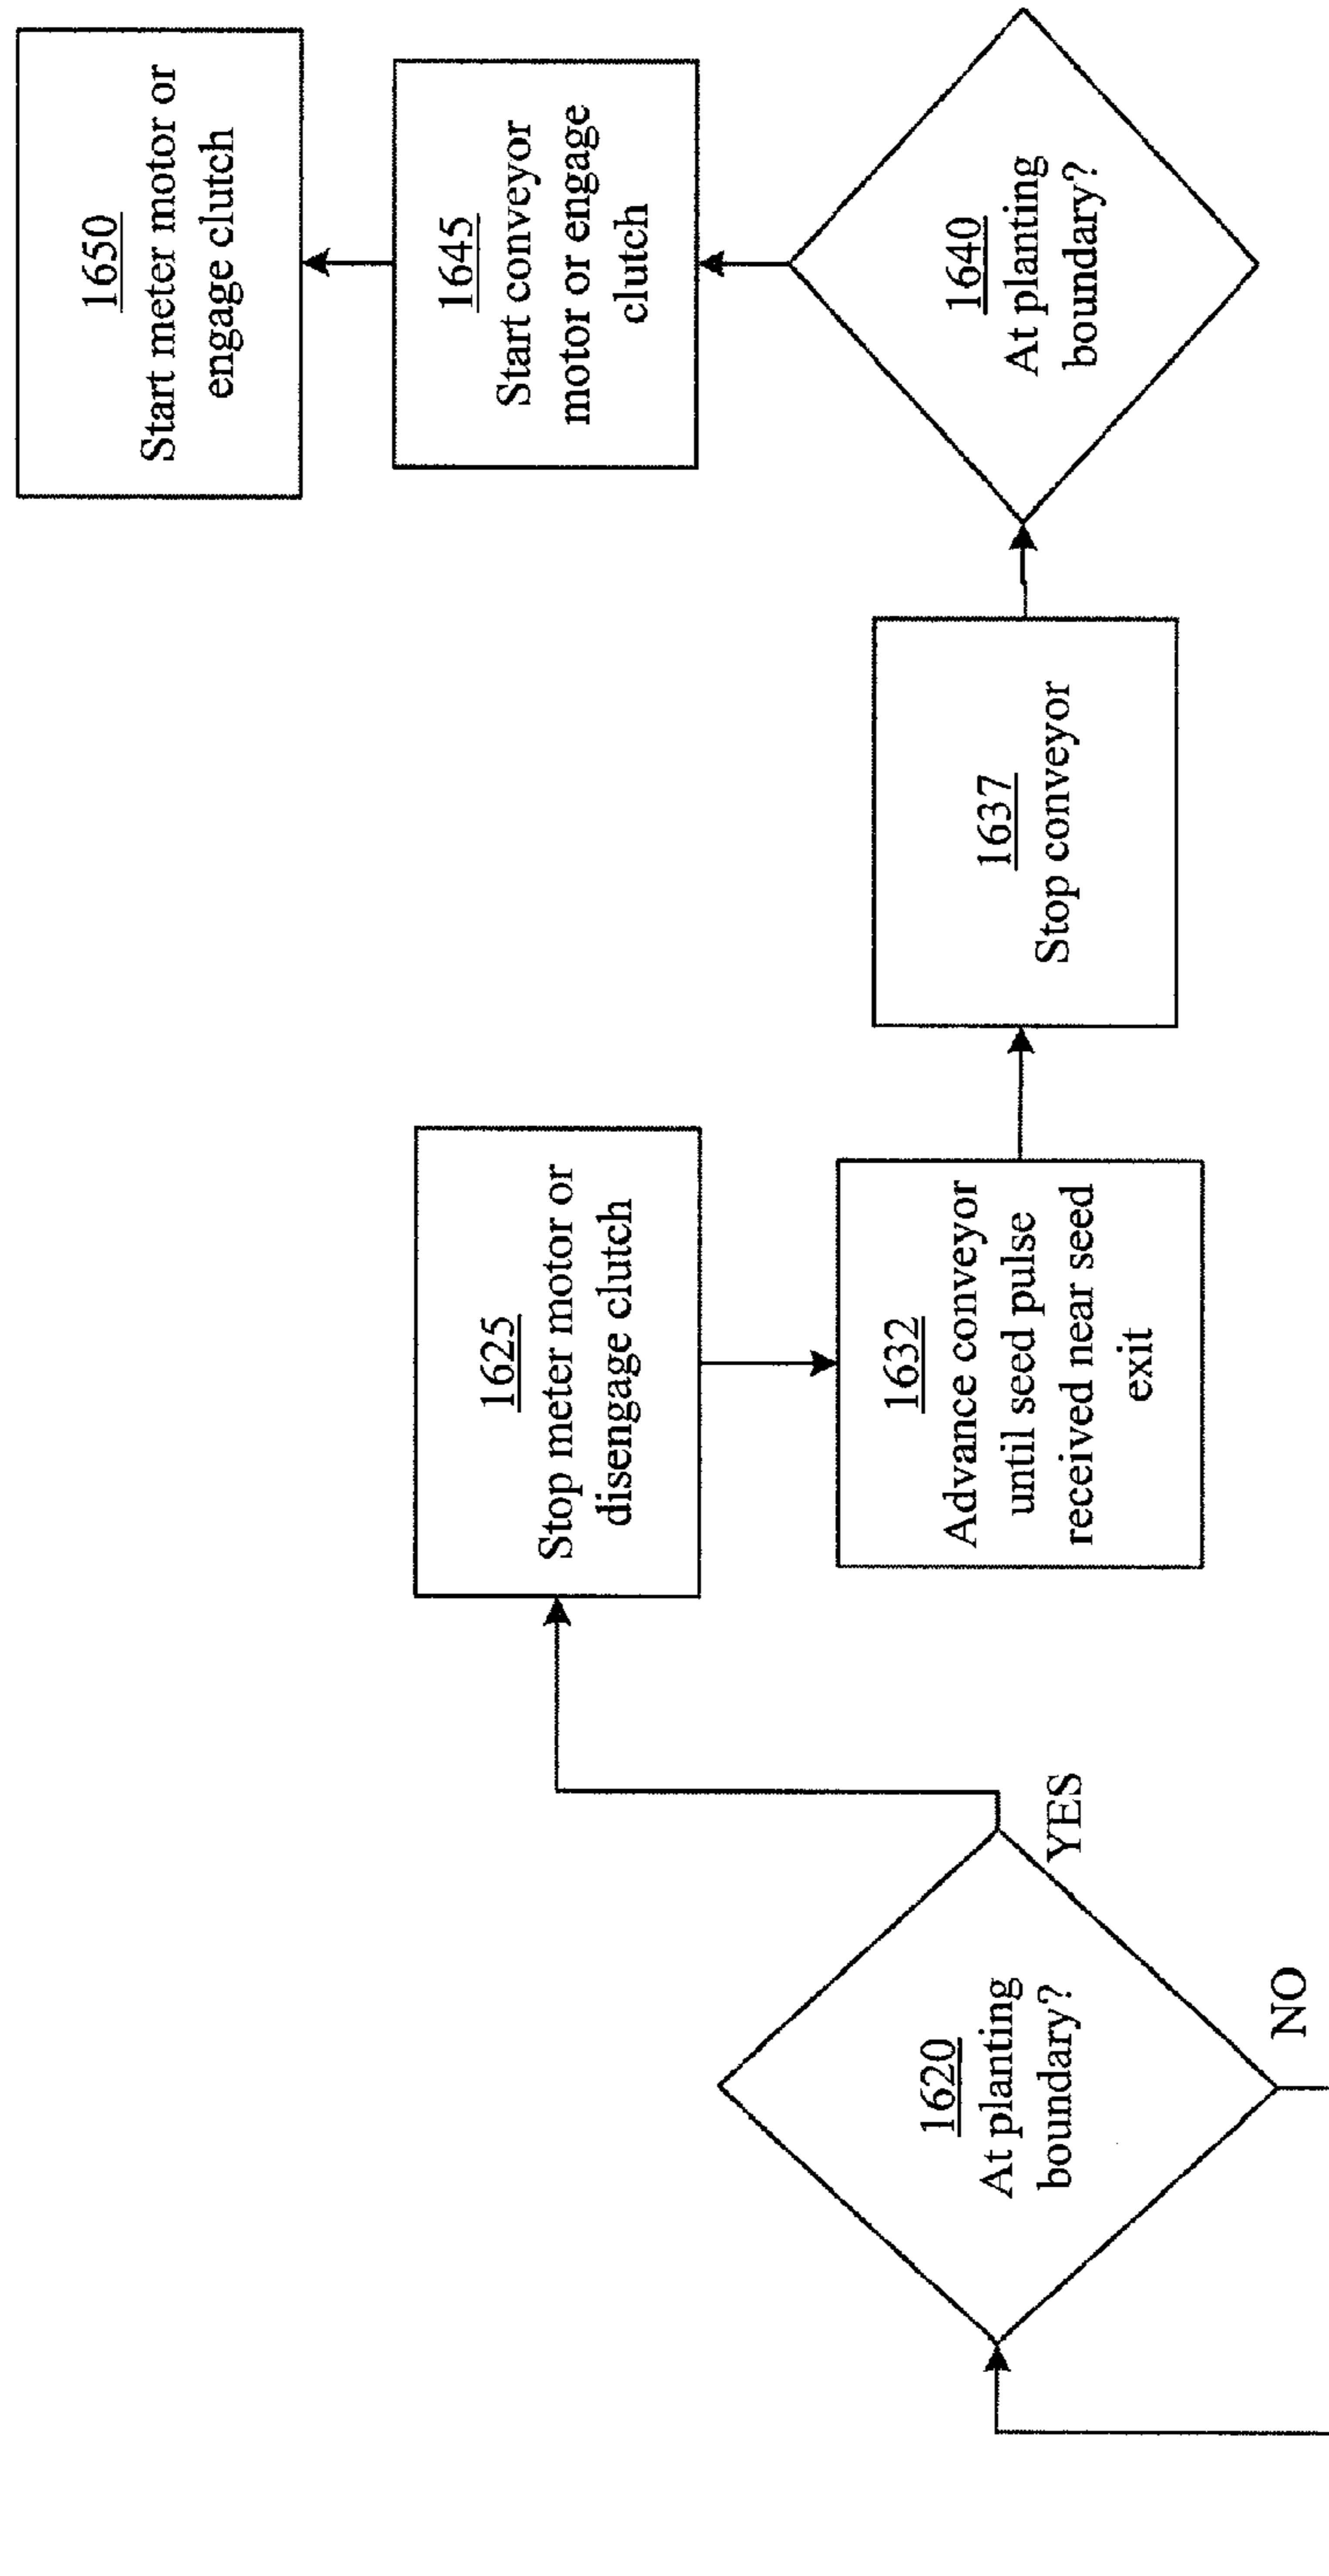 1620
At planting
boundary?
YES
NO
1625
Stop meter motor or
disengage clutch
1632
Advance conveyor
until seed pulse
received near seed
exit
1637
Stop conveyor
1640
At planting
boundary?
1645
Start conveyor
motor or engage
clutch
1650
Start meter motor or
engage clutch